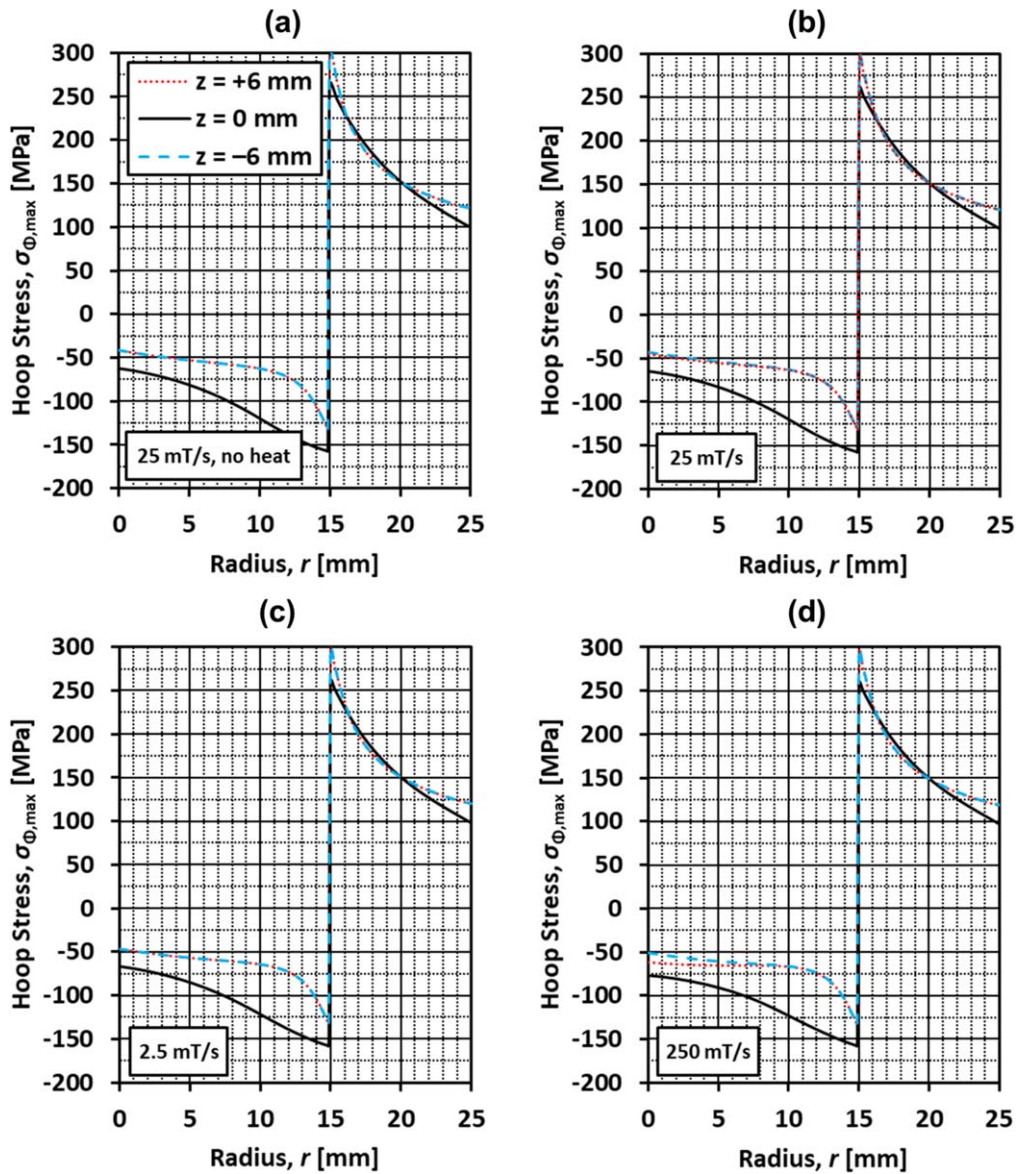 (a)
300
250
200
150
100
50
0
-50
-100
-150
-200
Hoop Stress, σΦ,max [MPa]
z = +6 mm
z = 0 mm
z = −6 mm
25 mT/s, no heat
0 5 10 15 20 25
Radius, r [mm]
(b)
300
250
200
150
100
50
0
-50
-100
-150
-200
Hoop Stress, σΦ,max [MPa]
25 mT/s
0 5 10 15 20 25
Radius, r [mm]
(c)
300
250
200
150
100
50
0
-50
-100
-150
-200
Hoop Stress, σΦ,max [MPa]
2.5 mT/s
0 5 10 15 20 25
Radius, r [mm]
(d)
300
250
200
150
100
50
0
-50
-100
-150
-200
Hoop Stress, σΦ,max [MPa]
250 mT/s
0 5 10 15 20 25
Radius, r [mm]